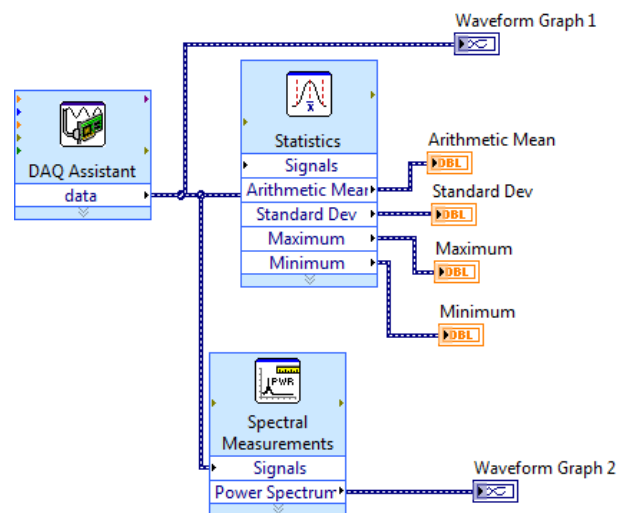 Waveform Graph 1
DAQ Assistant
data
Statistics
Signals
Arithmetic Mear
Standard Dev
Maximum
Minimum
Arithmetic Mean
DBL
Standard Dev
DBL
Maximum
DBL
Minimum
DBL
PWR
Spectral
Measurements
Signals
Power Spectrum
Waveform Graph 2